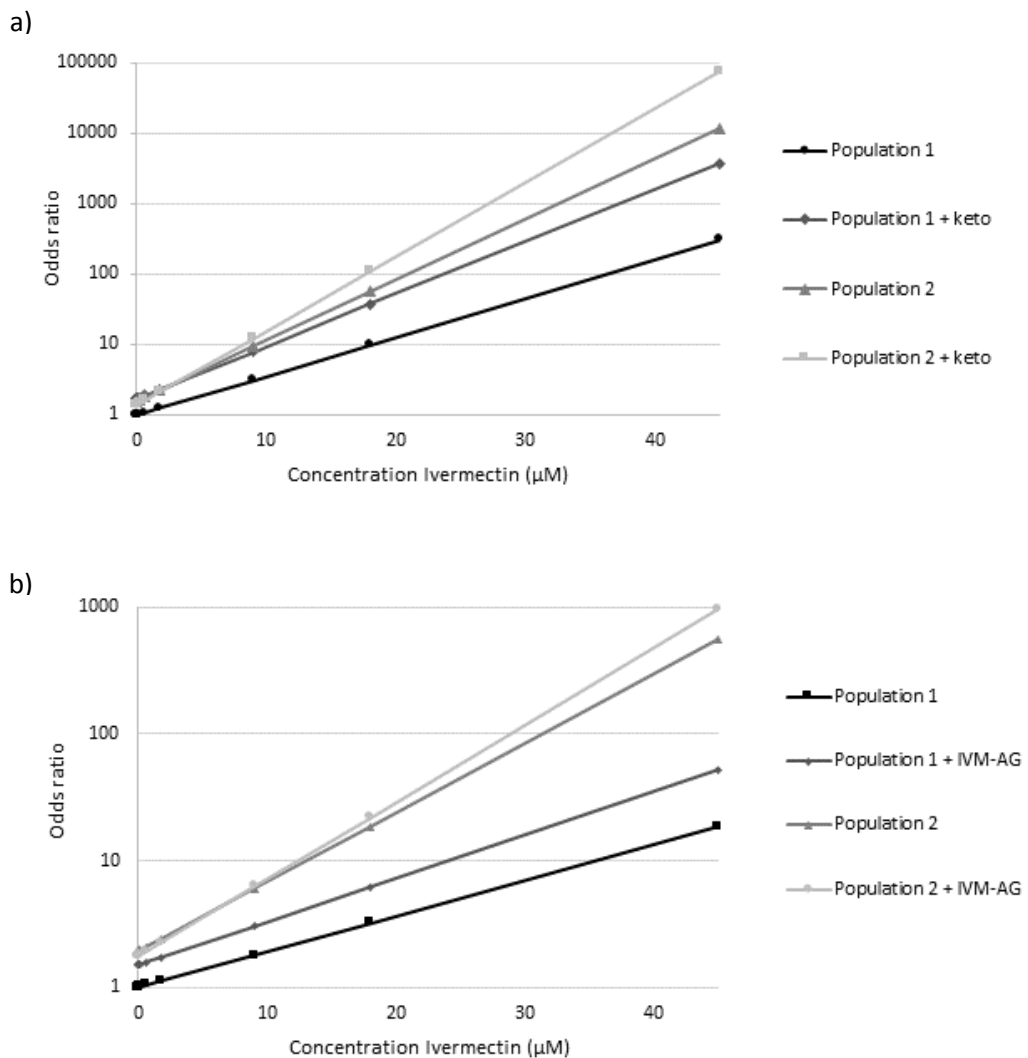 a)
100000
10000
1000
100
10
1
Odds ratio
0 10 20 30 40
Concentration Ivermectin (µM)
Population 1
Population 1 + keto
Population 2
Population 2 + keto
b)
1000
100
10
1
Odds ratio
0 10 20 30 40
Concentration Ivermectin (µM)
Population 1
Population 1 + IVM-AG
Population 2
Population 2 + IVM-AG